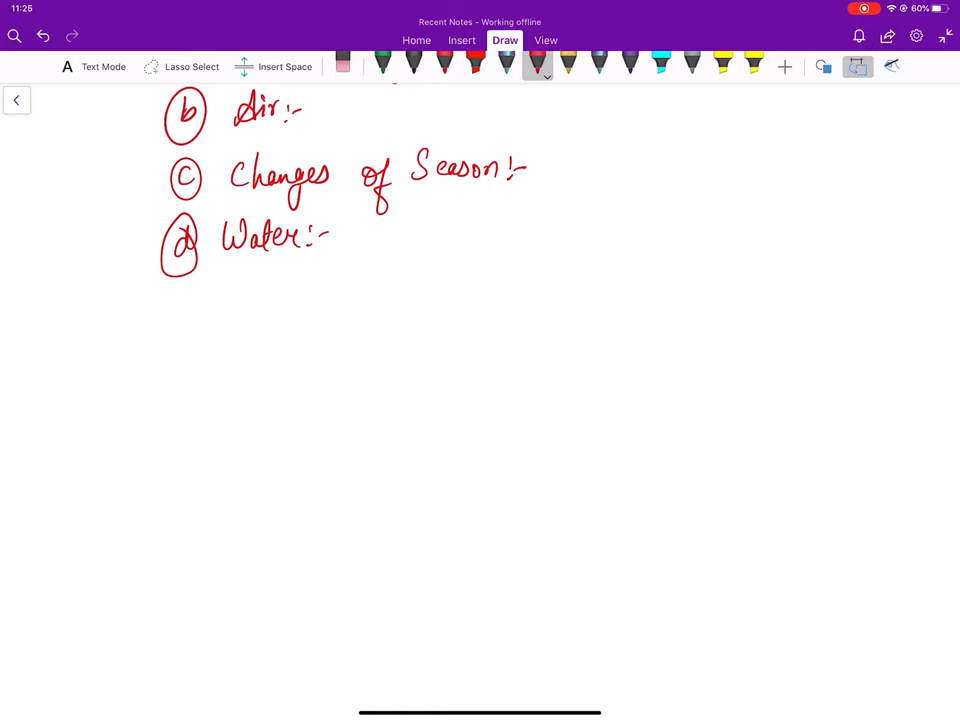 11:25
60%
Recent Notes - Working offline
Home Insert Draw View
A Text Mode Lasso Select Insert Space
b Air:-
c Changes of Season:-
d Water:-